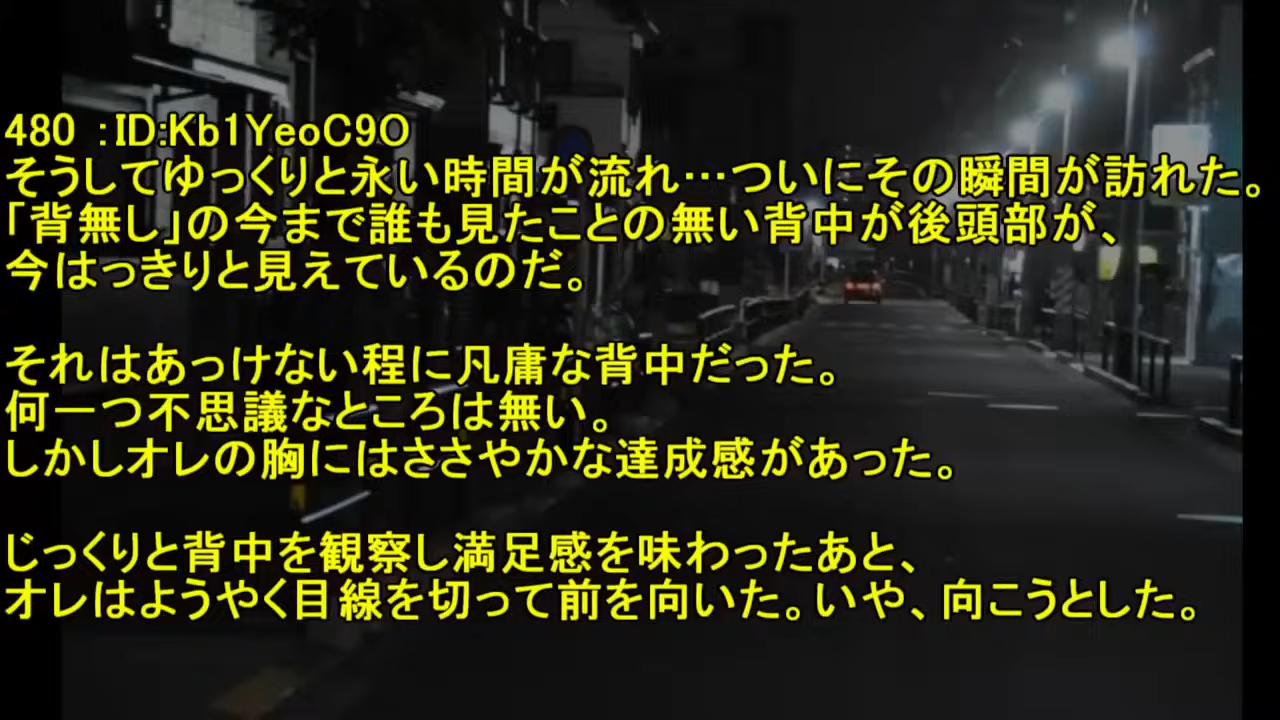 480 :ID:Kb1YeoC9O
そうしてゆっくりと永い時間が流れ…ついにその瞬間が訪れた。
「背無し」の今まで誰も見たことの無い背中が後頭部が、
今はっきりと見えているのだ。
それはあっけない程に凡庸な背中だった。
何一つ不思議なところは無い。
しかしオレの胸にはささやかな達成感があった。
じっくりと背中を観察し満足感を味わったあと、
オレはようやく目線を切って前を向いた。いや、向こうとした。